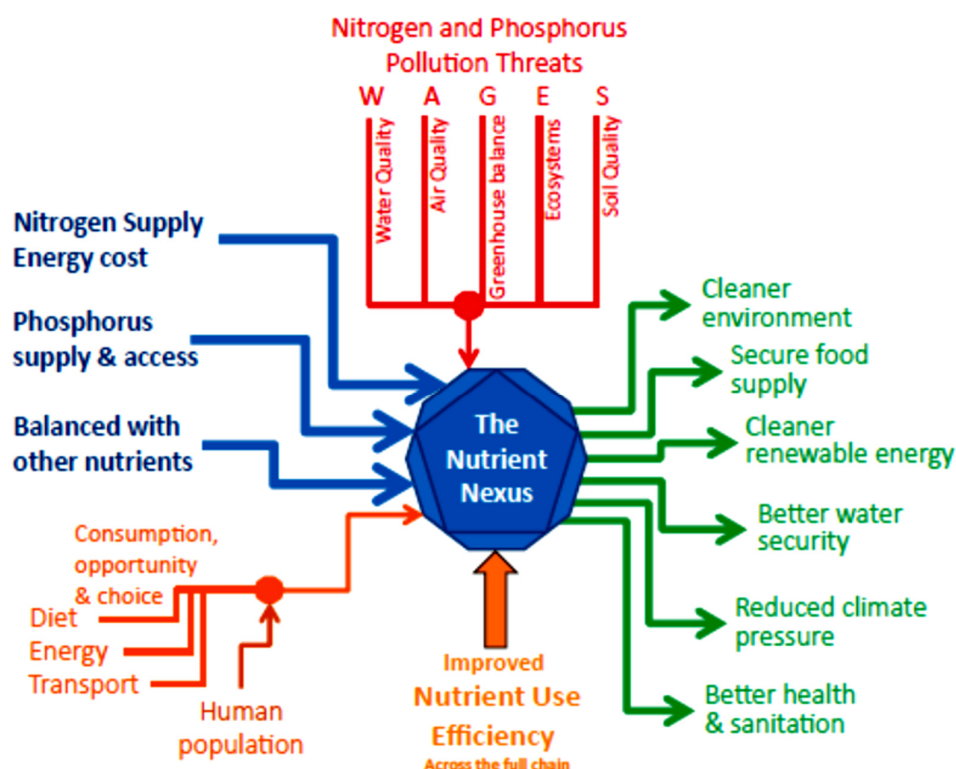 Nitrogen and Phosphorus
Pollution Threats
W A G E S
Water Quality
Air Quality
Greenhouse balance
Ecosystems
Soil Quality
Nitrogen Supply
Energy cost
Phosphorus
supply & access
Balanced with
other nutrients
Consumption,
opportunity
& choice
Diet
Energy
Transport
Human
population
The
Nutrient
Nexus
Improved
Nutrient Use
Efficiency
Across the full chain
Cleaner
environment
Secure food
supply
Cleaner
renewable energy
Better water
security
Reduced climate
pressure
Better health
& sanitation